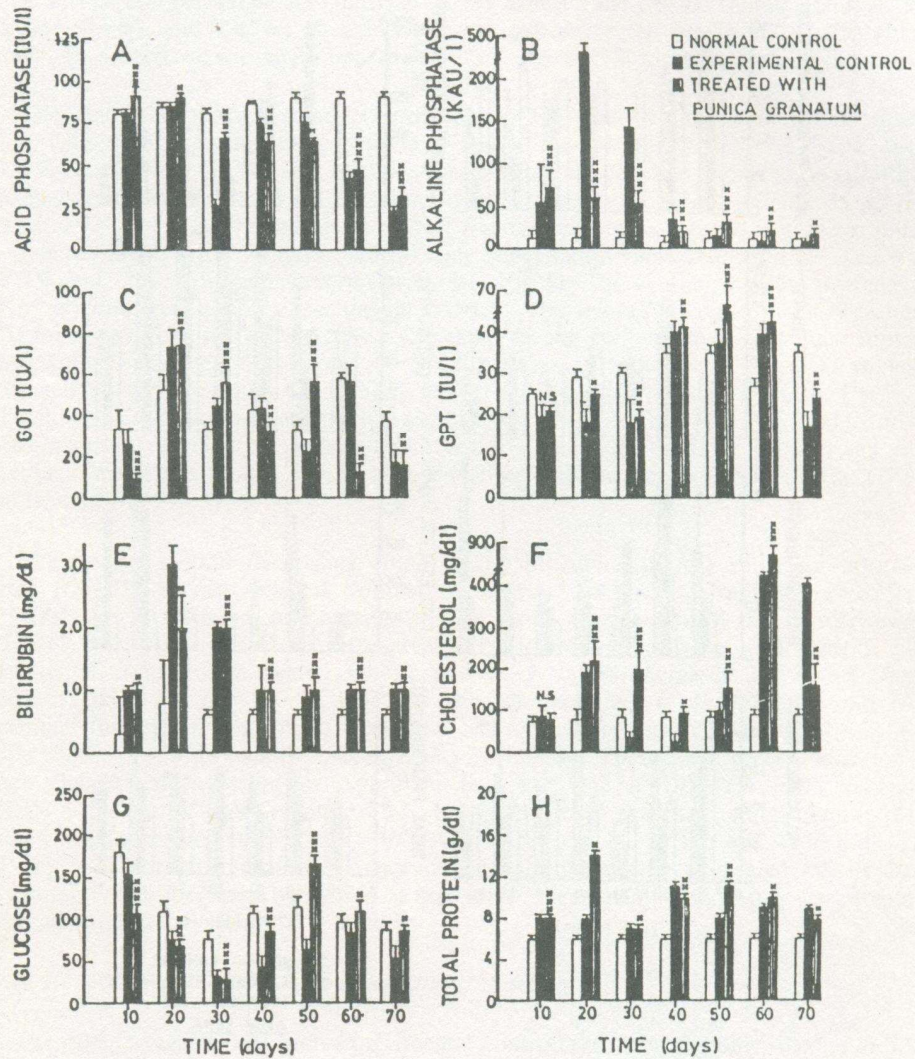 A
ACID PHOSPHATASE (IU/l)
125
100
75
50
25
0
B
ALKALINE PHOSPHATASE
(KAU/l)
500
200
150
100
50
0
NORMAL CONTROL
EXPERIMENTAL CONTROL
TREATED WITH
PUNICA GRANATUM
C
GOT (IU/l)
100
80
60
40
20
0
D
GPT (IU/l)
70
40
30
20
10
0
N.S
E
BILIRUBIN (mg/dl)
3.0
2.0
1.0
0
F
CHOLESTEROL (mg/dl)
900
400
300
200
100
0
N.S
G
GLUCOSE (mg/dl)
250
200
150
100
50
0
10 20 30 40 50 60 70
TIME (days)
H
TOTAL PROTEIN (g/dl)
20
16
12
8
4
0
10 20 30 40 50 60 70
TIME (days)